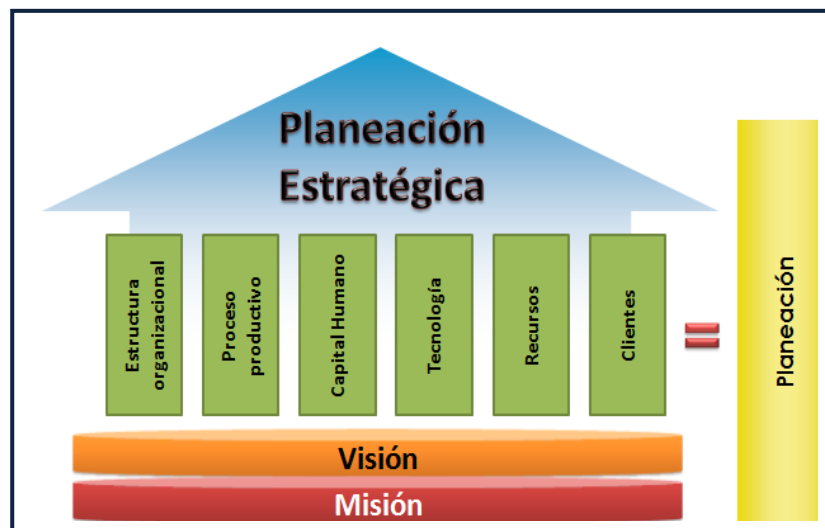 Planeación
Estratégica
Estructura
organizacional
Proceso
productivo
Capital Humano
Tecnología
Recursos
Clientes
=
Planeación
Visión
Misión